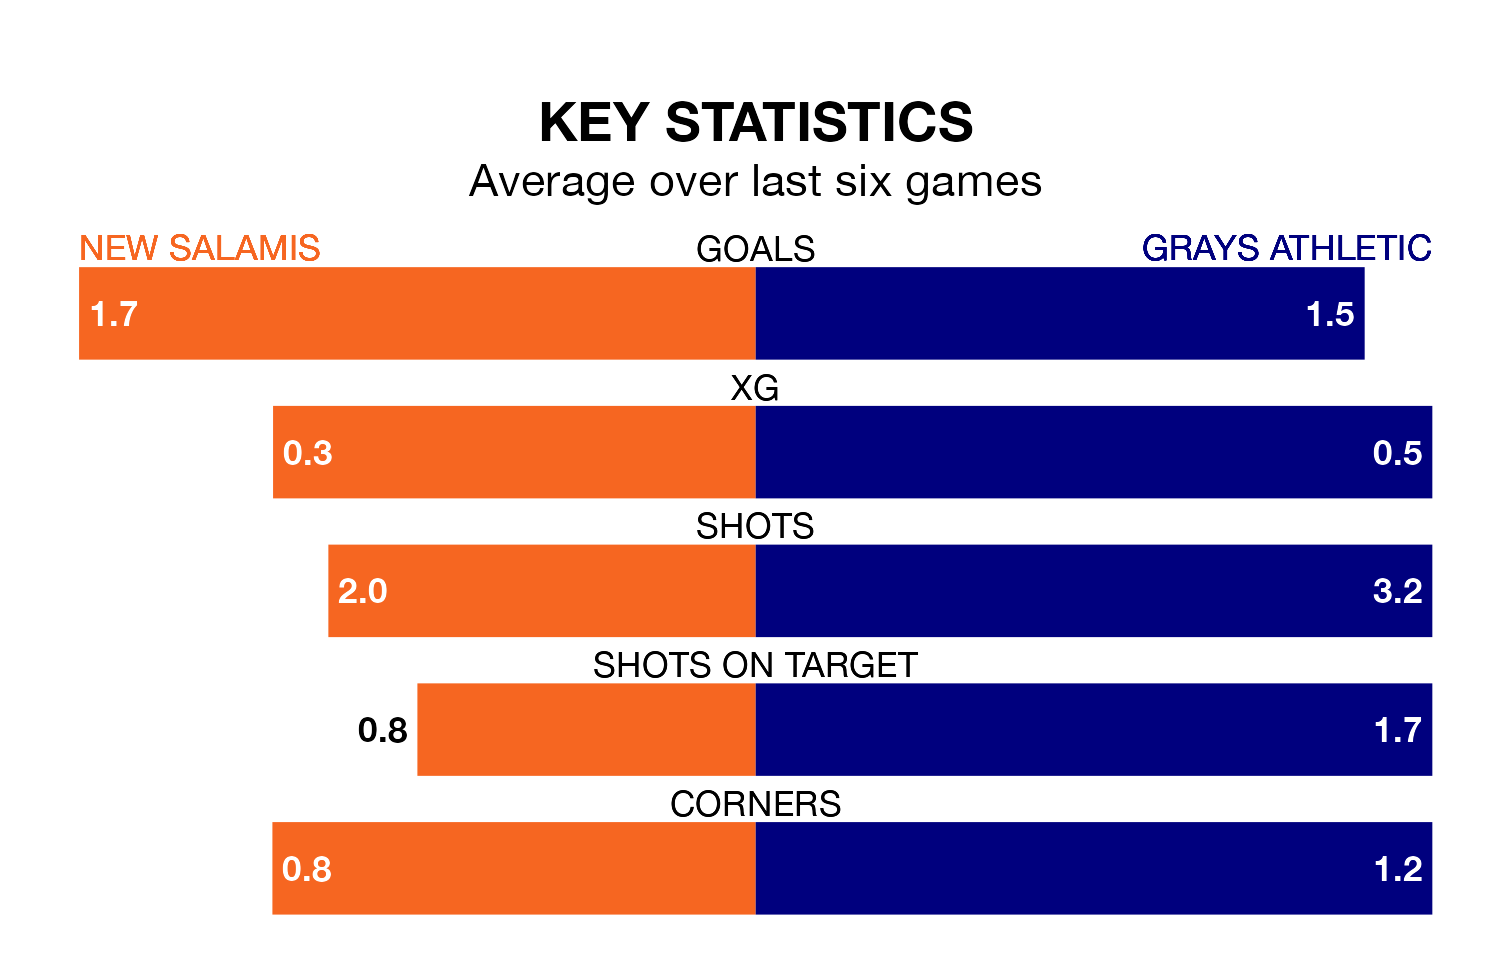 KEY STATISTICS
Average over last six games
NEW SALAMIS GOALS GRAYS ATHLETIC
1.7 1.5
XG
0.3 0.5
SHOTS
2.0 3.2
SHOTS ON TARGET
0.8 1.7
CORNERS
0.8 1.2